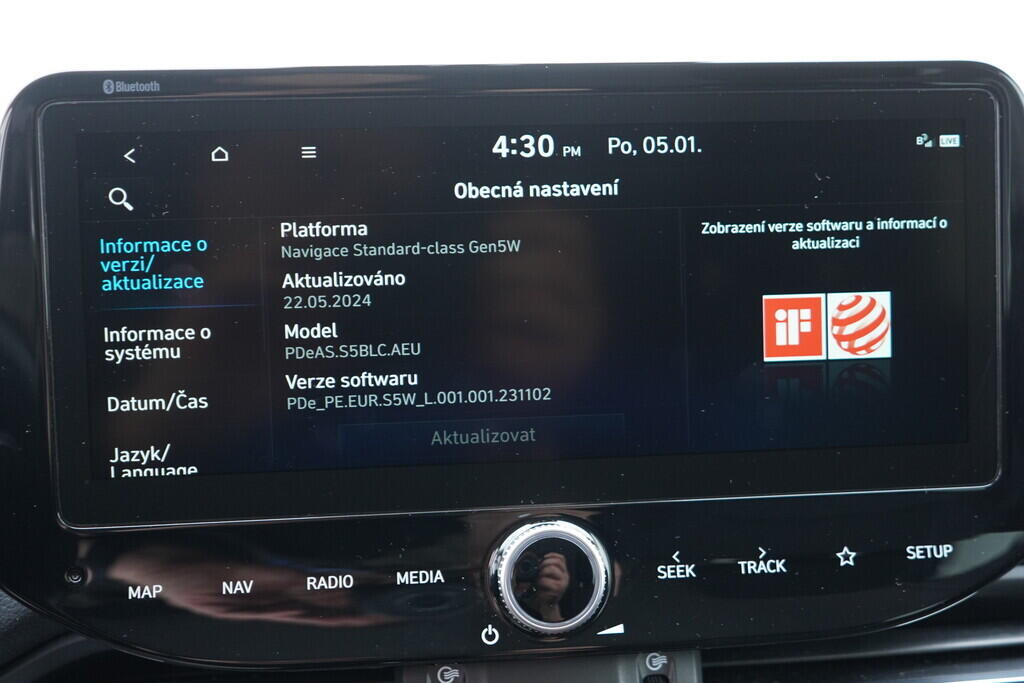 Bluetooth
4:30 PM Po, 05.01.
B LIVE
Obecná nastavení
Informace o
verzi/
aktualizace
Informace o
systému
Datum/Čas
Jazyk/
Language
Platforma
Navigace Standard-class Gen5W
Aktualizováno
22.05.2024
Model
PDeAS.S5BLC.AEU
Verze softwaru
PDe_PE.EUR.S5W_L.001.001.231102
Aktualizovat
Zobrazení verze softwaru a informací o
aktualizaci
iF
MAP NAV RADIO MEDIA
< SEEK > TRACK SETUP